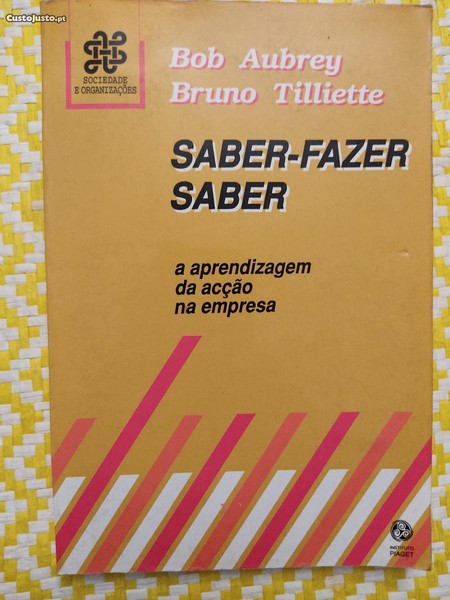 CustoJusto.pt
SOCIEDADE
E ORGANIZAÇÕES
Bob Aubrey
Bruno Tilliette
SABER-FAZER
SABER
a aprendizagem
da acção
na empresa
INSTITUTO
PIAGET